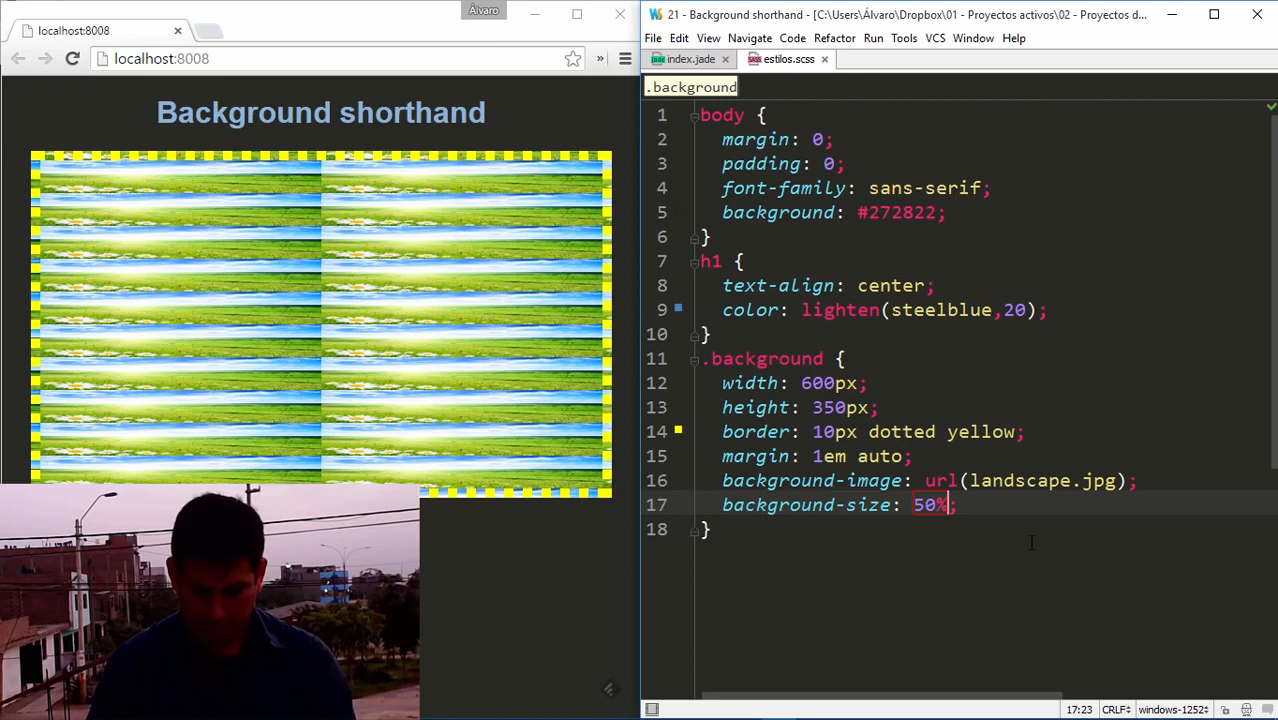 Álvaro
localhost:8008
localhost:8008
»
Background shorthand
21 - Background shorthand - [C:\Users\Álvaro\Dropbox\01 - Proyectos activos\02 - Proyectos d...
File Edit View Navigate Code Refactor Run Tools VCS Window Help
index.jade estilos.scss
.background
1 body {
2 margin: 0;
3 padding: 0;
4 font-family: sans-serif;
5 background: #272822;
6 }
7 h1 {
8 text-align: center;
9 color: lighten(steelblue,20);
10 }
11 .background {
12 width: 600px;
13 height: 350px;
14 border: 10px dotted yellow;
15 margin: 1em auto;
16 background-image: url(landscape.jpg);
17 background-size: 50%;
18 }
17:23 CRLF windows-1252